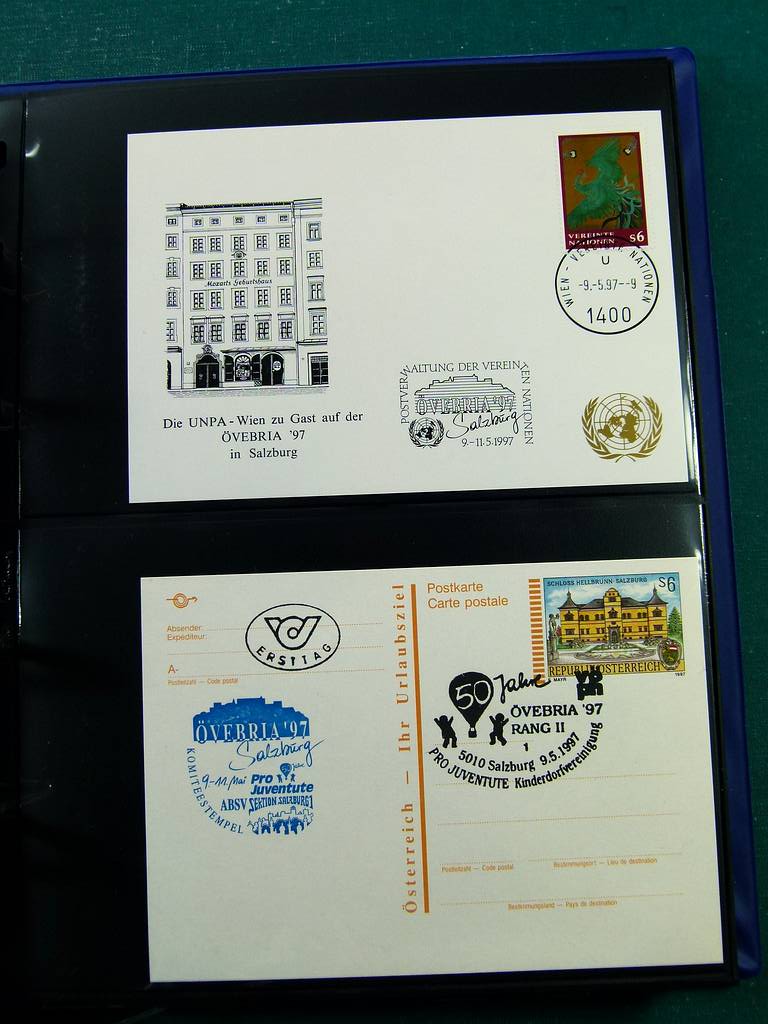 Mozarts Geburtshaus
Die UNPA - Wien zu Gast auf der
ÖVEBRIA '97
in Salzburg
VEREINTE
NATIONEN s6
WIEN - VEREINTE NATIONEN
U
-9.-5.97--9
1400
POSTVERWALTUNG DER VEREINTEN NATIONEN
ÖVEBRIA '97
Salzburg
9.-11.5.1997
Absender:
Expéditeur:
A-
Postleitzahl — Code postal
ERSTTAG
ÖVEBRIA '97
Salzburg
9-11. Mai
Pro
Juventute
ABSV SEKTION SALZBURG 1
KOMITEESTEMPEL
Österreich — Ihr Urlaubsziel
Postkarte
Carte postale
SCHLOSS HELLBRUNN · SALZBURG
S6
REPUBLIK ÖSTERREICH
MAYR 1997
50 Jahre
ÖVEBRIA '97
RANG II
1
5010 Salzburg 9.5.1997
PRO JUVENTUTE Kinderdorfvereinigung
Postleitzahl — Code postal
Bestimmungsort — Lieu de destination
Bestimmungsland — Pays de destination